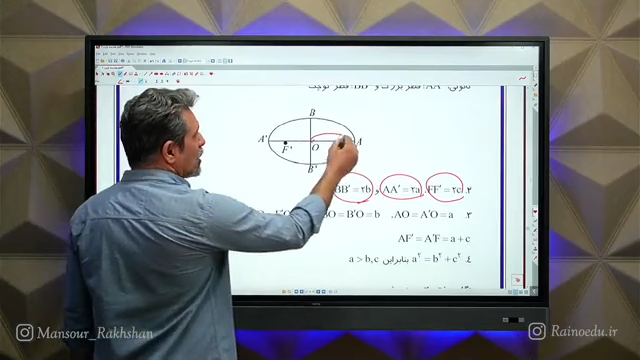 کانونی، 'AA قطر بزرگ و 'BB قطر کوچک
B
A' F' O A
B'
۲. FF' = ۲c، AA' = ۲a و BB' = ۲b
۳. AO = A'O = a، BO = B'O = b
AF' = A'F = a + c
۴. a۲ = b۲ + c۲ بنابراین a > b,c
Mansour_Rakhshan
Rainoedu.ir